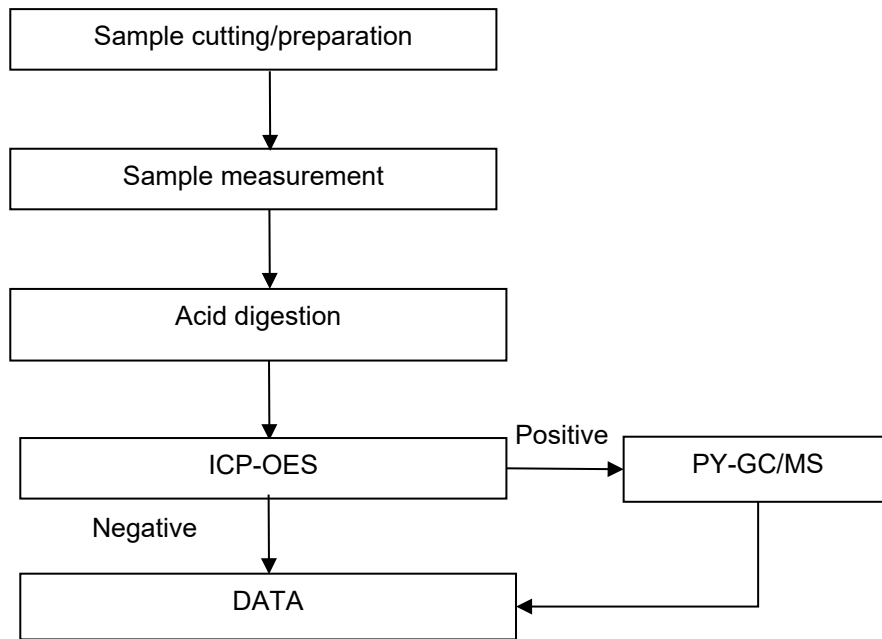 Sample cutting/preparation
Sample measurement
Acid digestion
Positive
ICP-OES
PY-GC/MS
Negative
DATA